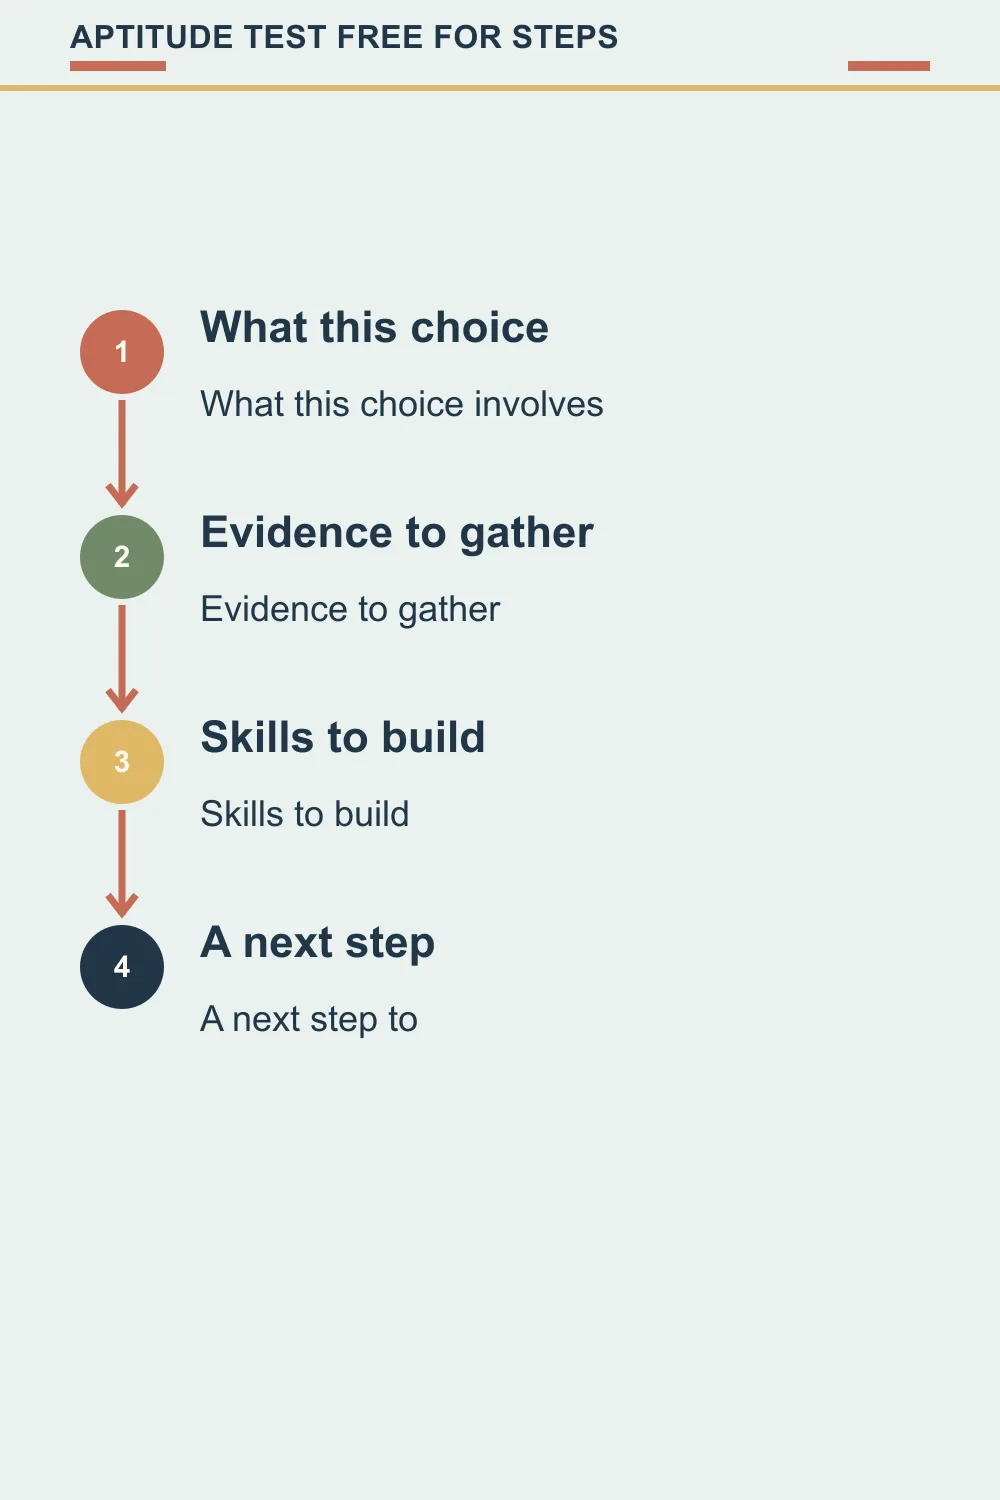 APTITUDE TEST FREE FOR STEPS
1
What this choice
What this choice involves
2
Evidence to gather
Evidence to gather
3
Skills to build
Skills to build
4
A next step
A next step to